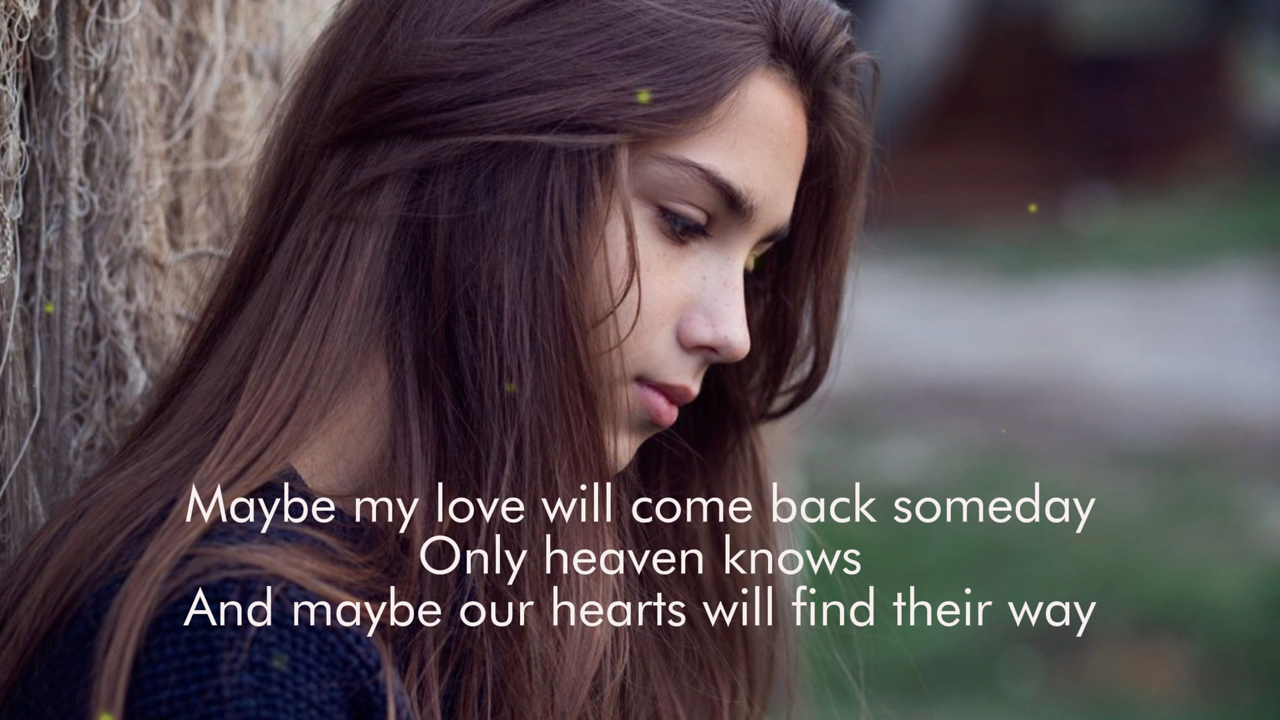 Maybe my love will come back someday
Only heaven knows
And maybe our hearts will find their way